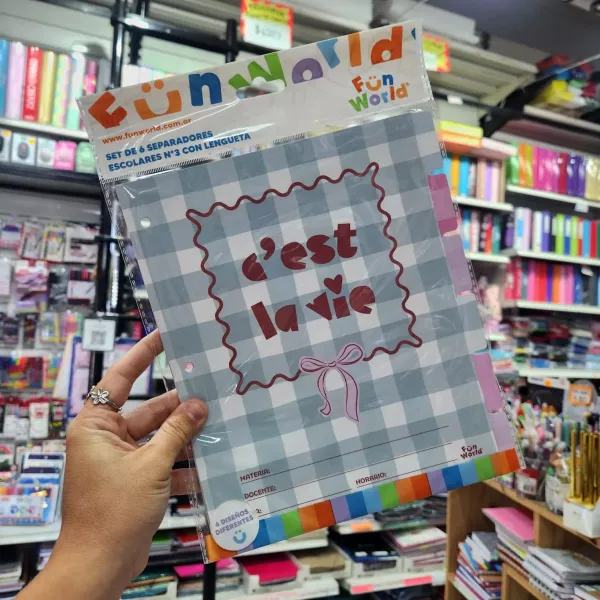 Fun World
Fun
World
www.funworld.com.ar
SET DE 6 SEPARADORES
ESCOLARES N°3 CON LENGUETA
c'est
la vie
MATERIA:
DOCENTE:
HORARIO:
Fun
World
6 DISEÑOS
DIFERENTES